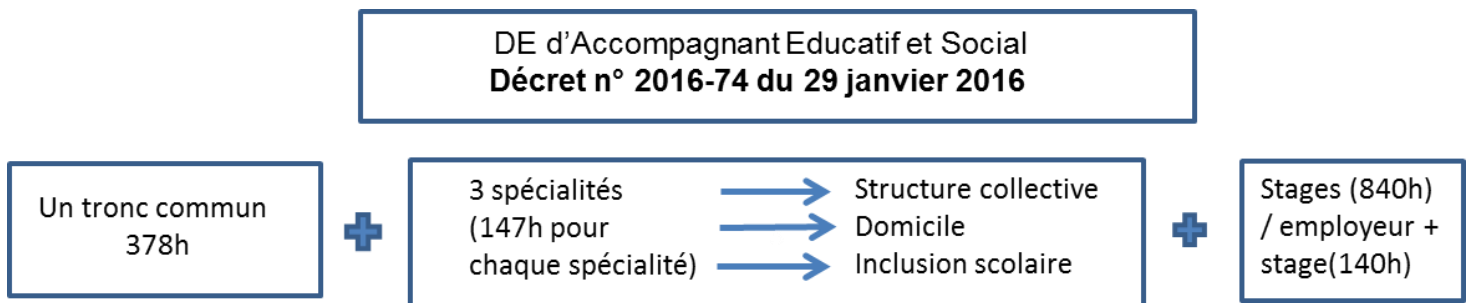 DE d'Accompagnant Educatif et Social
Décret n° 2016-74 du 29 janvier 2016
Un tronc commun
378h
3 spécialités
(147h pour
chaque spécialité)
Structure collective
Domicile
Inclusion scolaire
Stages (840h)
/ employeur +
stage(140h)